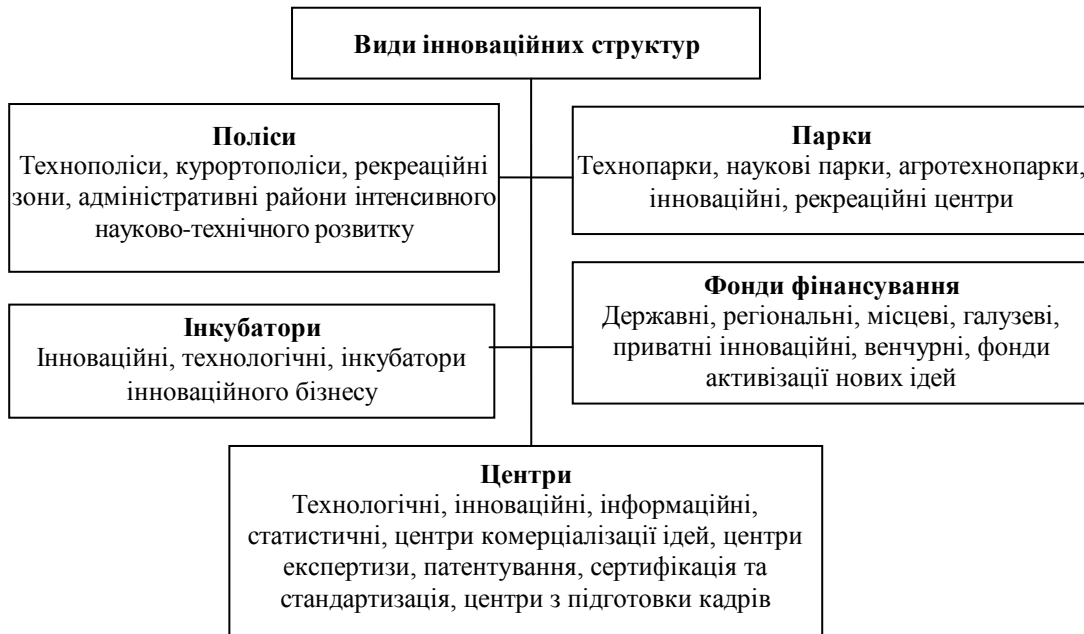 Види інноваційних структур
Поліси
Технополіси, курортополіси, рекреаційні
зони, адміністративні райони інтенсивного
науково-технічного розвитку
Парки
Технопарки, наукові парки, агротехнопарки,
інноваційні, рекреаційні центри
Інкубатори
Інноваційні, технологічні, інкубатори
інноваційного бізнесу
Фонди фінансування
Державні, регіональні, місцеві, галузеві,
приватні інноваційні, венчурні, фонди
активізації нових ідей
Центри
Технологічні, інноваційні, інформаційні,
статистичні, центри комерціалізації ідей, центри
експертизи, патентування, сертифікація та
стандартизація, центри з підготовки кадрів